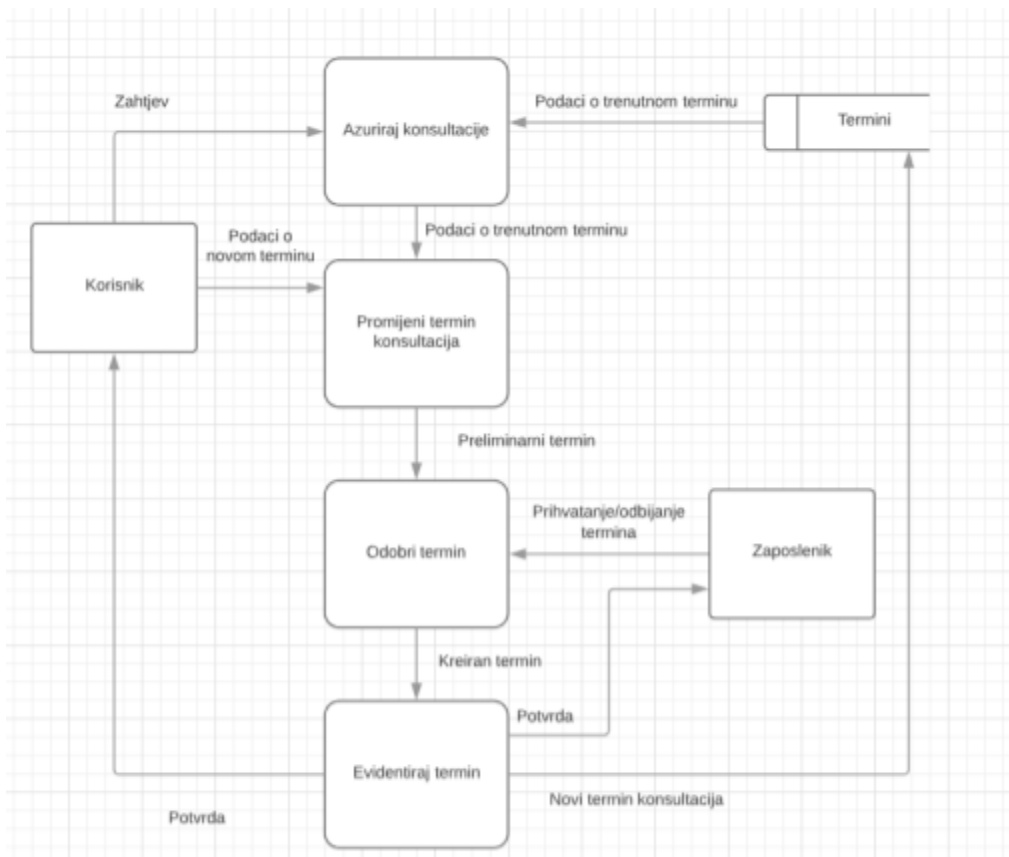 Zahtjev
Azuriraj konsultacije
Podaci o trenutnom terminu
Termini
Podaci o trenutnom terminu
Podaci o
novom terminu
Korisnik
Promijeni termin
konsultacija
Preliminarni termin
Prihvatanje/odbijanje
termina
Odobri termin
Zaposlenik
Kreiran termin
Potvrda
Evidentiraj termin
Novi termin konsultacija
Potvrda